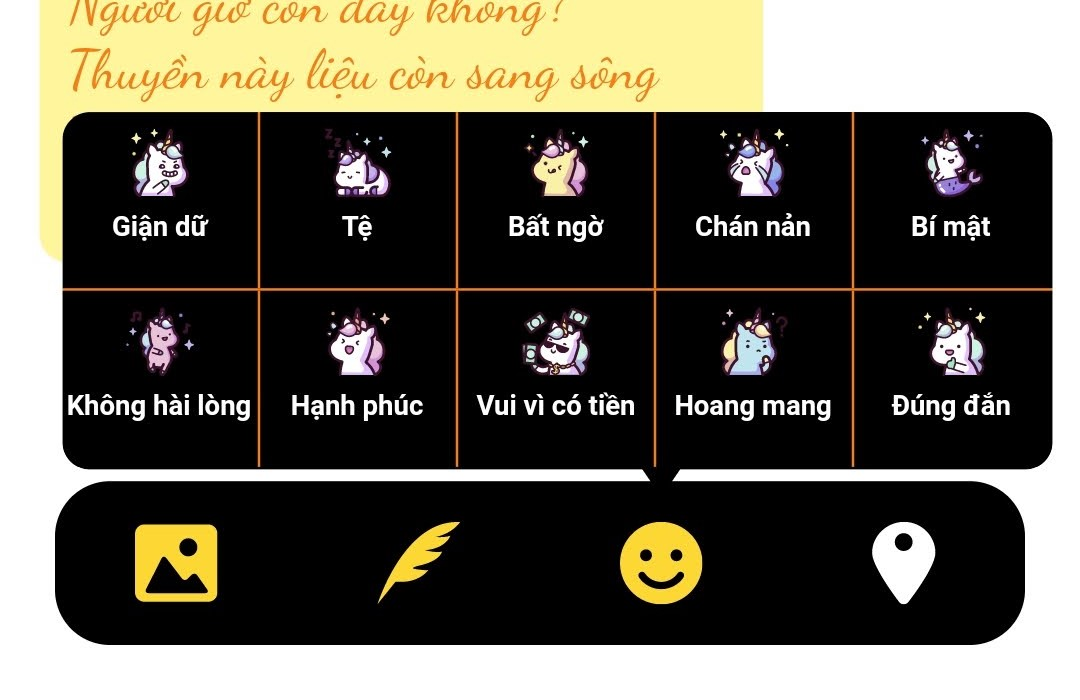 Người giờ còn đây không?
Thuyền này liệu còn sang sông
Giận dữ
Tệ
Bất ngờ
Chán nản
Bí mật
Không hài lòng
Hạnh phúc
Vui vì có tiền
Hoang mang
Đúng đắn